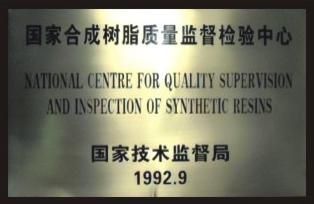 国家合成树脂质量监督检验中心
NATIONAL CENTRE FOR QUALITY SUPERVISION
AND INSPECTION OF SYNTHETIC RESINS
国家技术监督局
1992.9